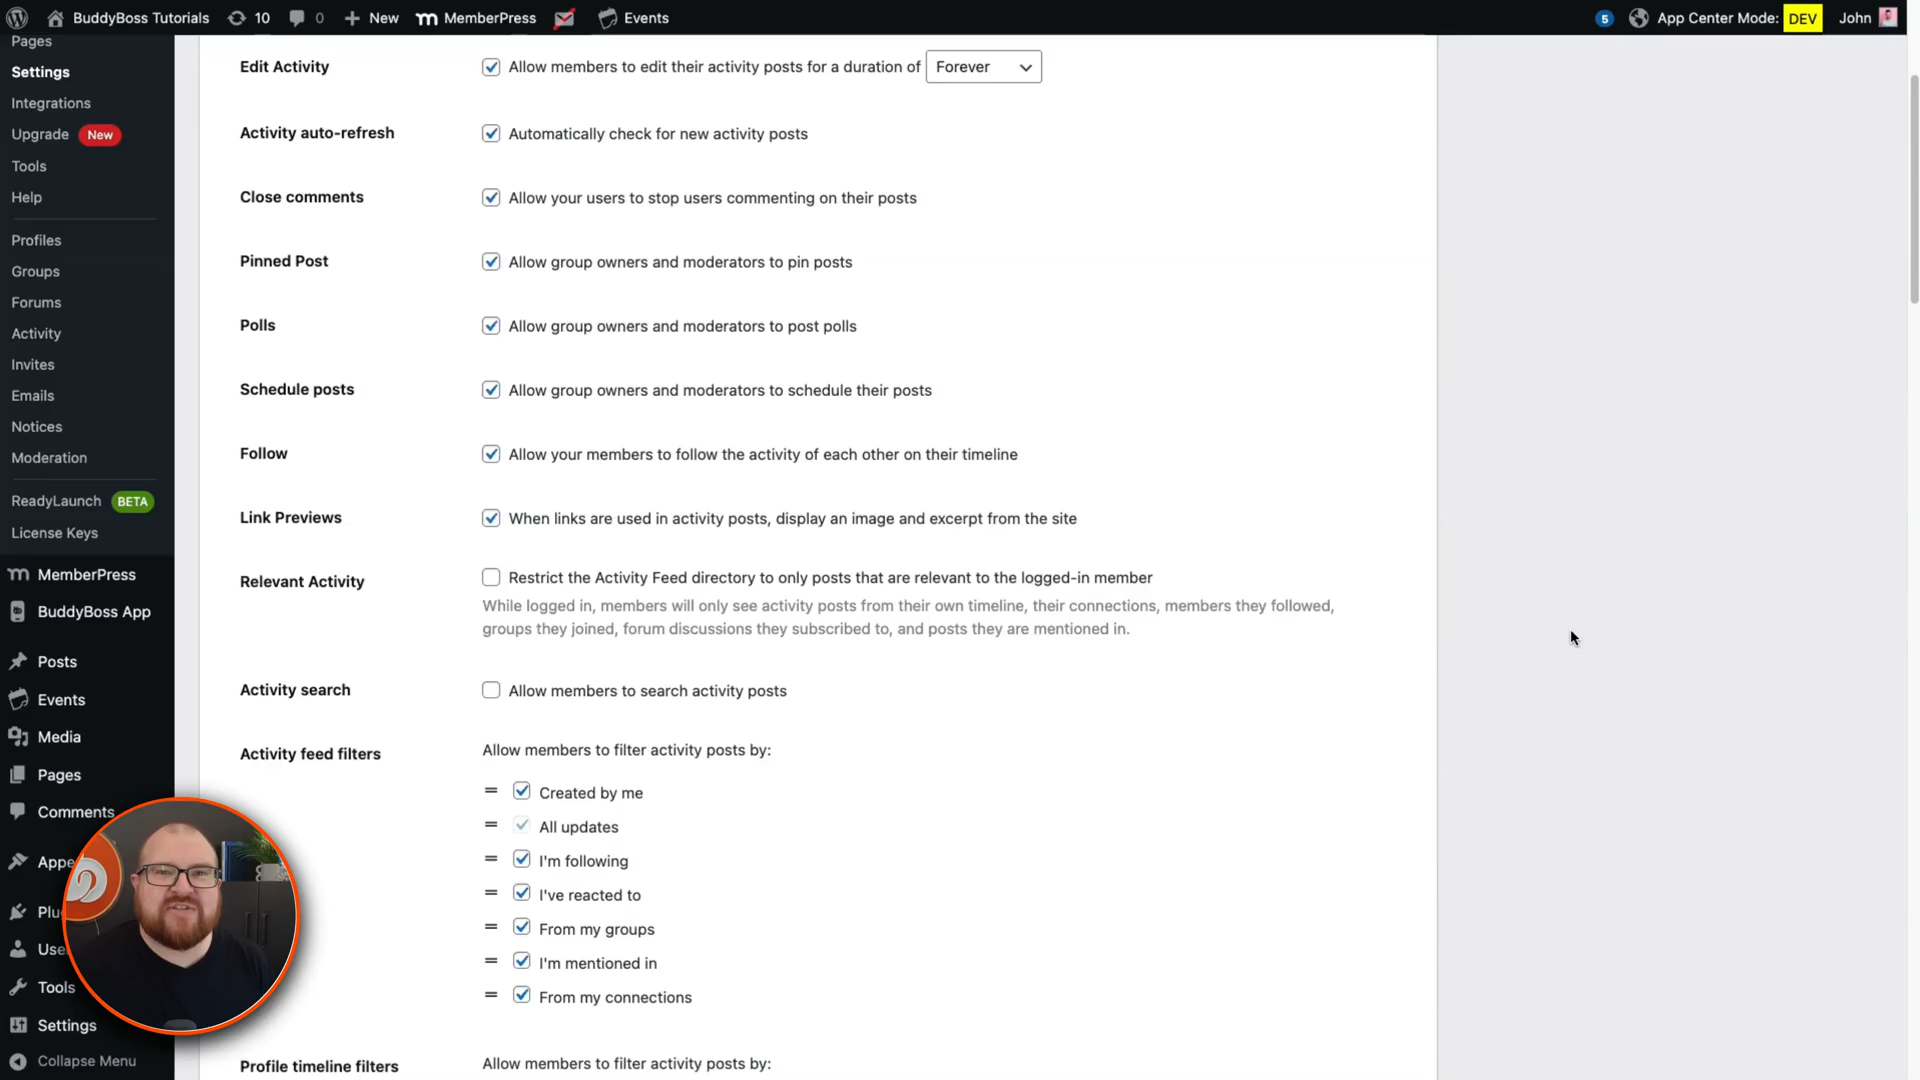 BuddyBoss Tutorials 10 0 New MemberPress Events 5 App Center Mode: DEV John
Pages
Settings
Integrations
Upgrade New
Tools
Help
Profiles
Groups
Forums
Activity
Invites
Emails
Notices
Moderation
ReadyLaunch BETA
License Keys
MemberPress
BuddyBoss App
Posts
Events
Media
Pages
Comments
Appe
Plu
Use
Tools
Settings
Collapse Menu
Edit Activity Allow members to edit their activity posts for a duration of Forever
Activity auto-refresh Automatically check for new activity posts
Close comments Allow your users to stop users commenting on their posts
Pinned Post Allow group owners and moderators to pin posts
Polls Allow group owners and moderators to post polls
Schedule posts Allow group owners and moderators to schedule their posts
Follow Allow your members to follow the activity of each other on their timeline
Link Previews When links are used in activity posts, display an image and excerpt from the site
Relevant Activity Restrict the Activity Feed directory to only posts that are relevant to the logged-in member
While logged in, members will only see activity posts from their own timeline, their connections, members they followed,
groups they joined, forum discussions they subscribed to, and posts they are mentioned in.
Activity search Allow members to search activity posts
Activity feed filters Allow members to filter activity posts by:
Created by me
All updates
I'm following
I've reacted to
From my groups
I'm mentioned in
From my connections
Profile timeline filters Allow members to filter activity posts by: